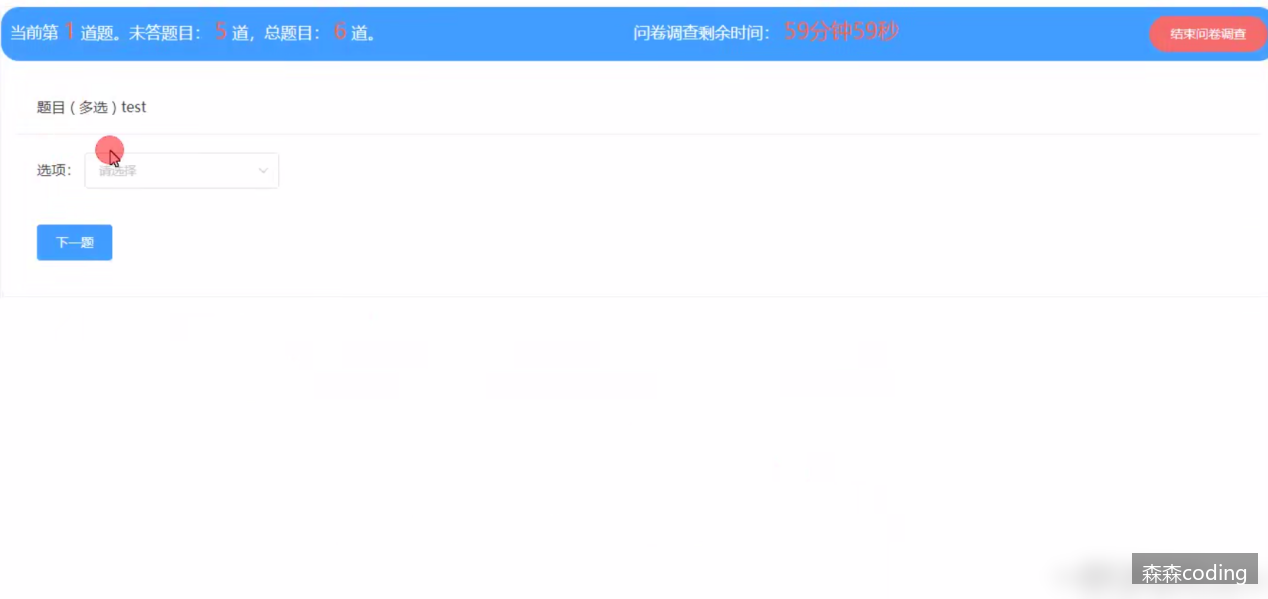 当前第 1 道题。未答题目： 5 道，总题目： 6 道。 问卷调查剩余时间： 59分钟59秒 结束问卷调查
题目 ( 多选 ) test
选项： 请选择
下一题
森森coding